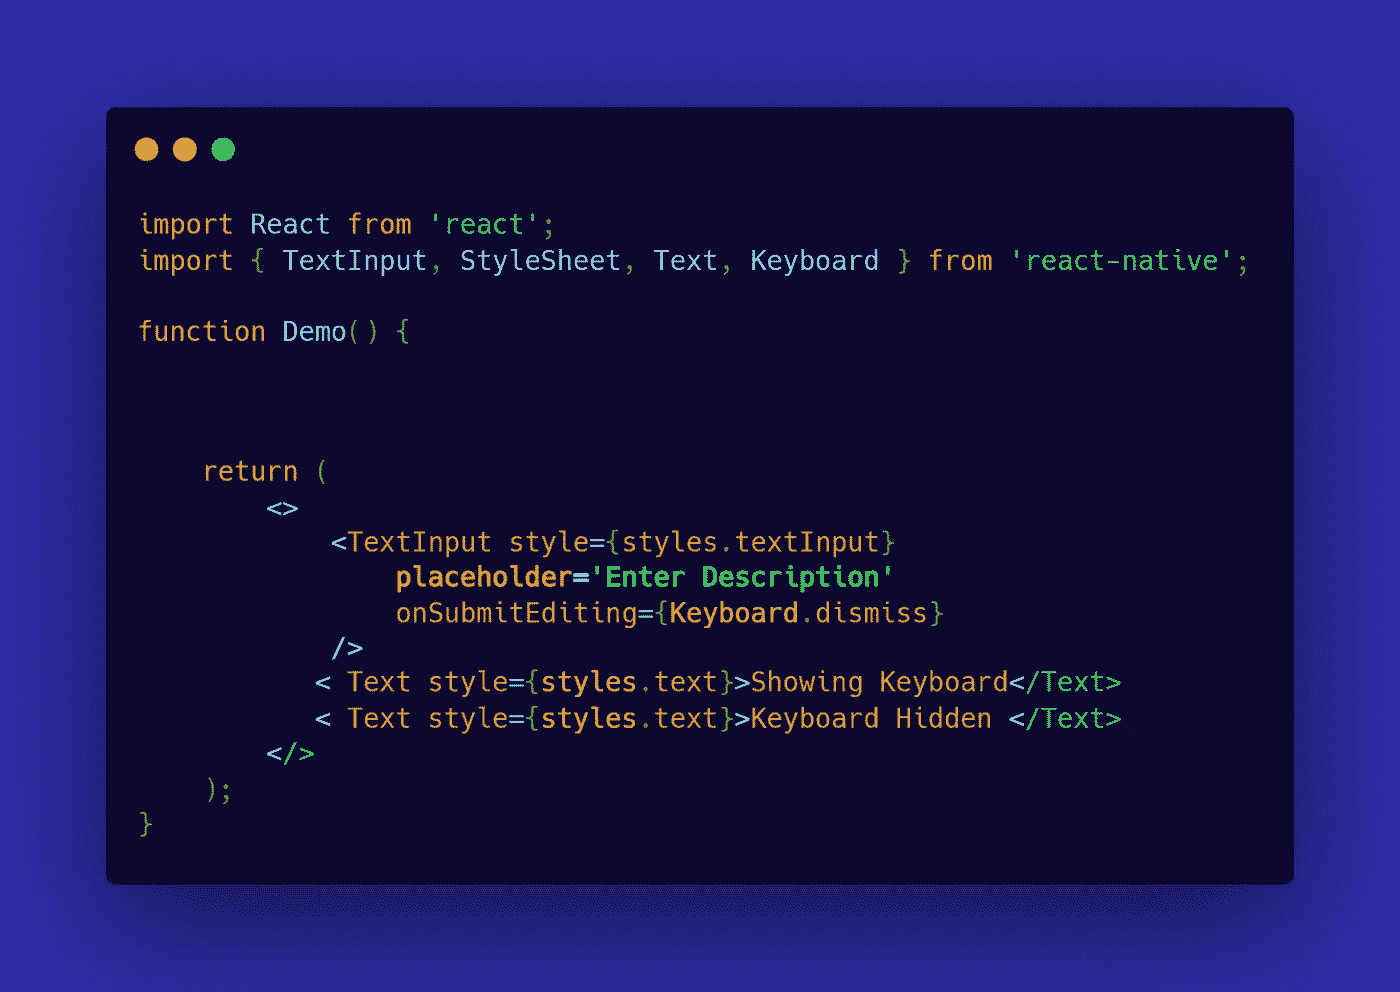 import React from 'react';
import { TextInput, StyleSheet, Text, Keyboard } from 'react-native';
function Demo() {
return (
<>
<TextInput style={styles.textInput}
placeholder='Enter Description'
onSubmitEditing={Keyboard.dismiss}
/>
< Text style={styles.text}>Showing Keyboard</Text>
< Text style={styles.text}>Keyboard Hidden </Text>
</>
);
}